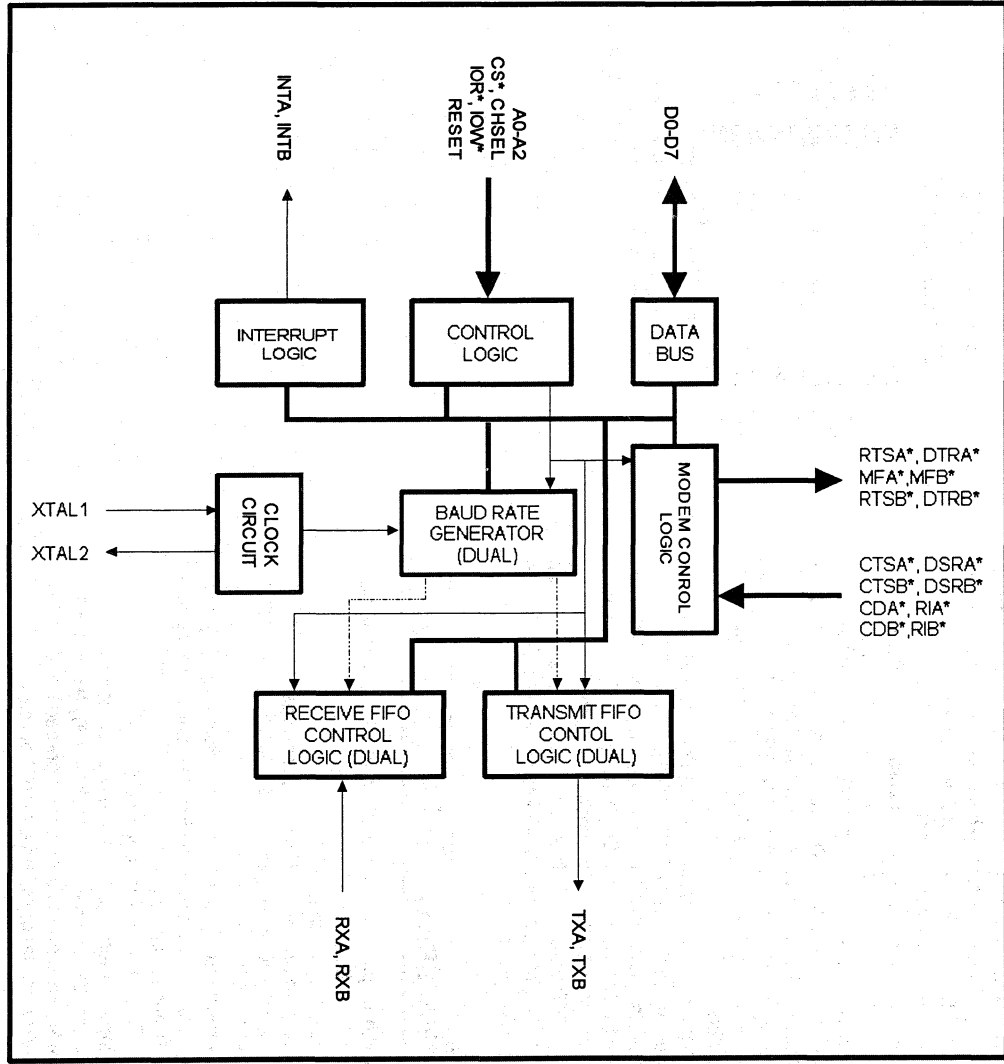 INTA, INTB
A0-A2
CS*, CHSEL
IOR*, IOW*
RESET
D0-D7
INTERRUPT
LOGIC
CONTROL
LOGIC
DATA
BUS
XTAL1
XTAL2
CLOCK
CIRCUIT
BAUD RATE
GENERATOR
(DUAL)
MODEM CONRL
LOGIC
RTSA*, DTRA*
MFA*,MFB*
RTSB*, DTRB*
CTSA*, DSRA*
CTSB*, DSRB*
CDA*, RIA*
CDB*,RIB*
RECEIVE FIFO
CONTROL
LOGIC (DUAL)
TRANSMIT FIFO
CONTOL
LOGIC (DUAL)
RXA, RXB
TXA, TXB